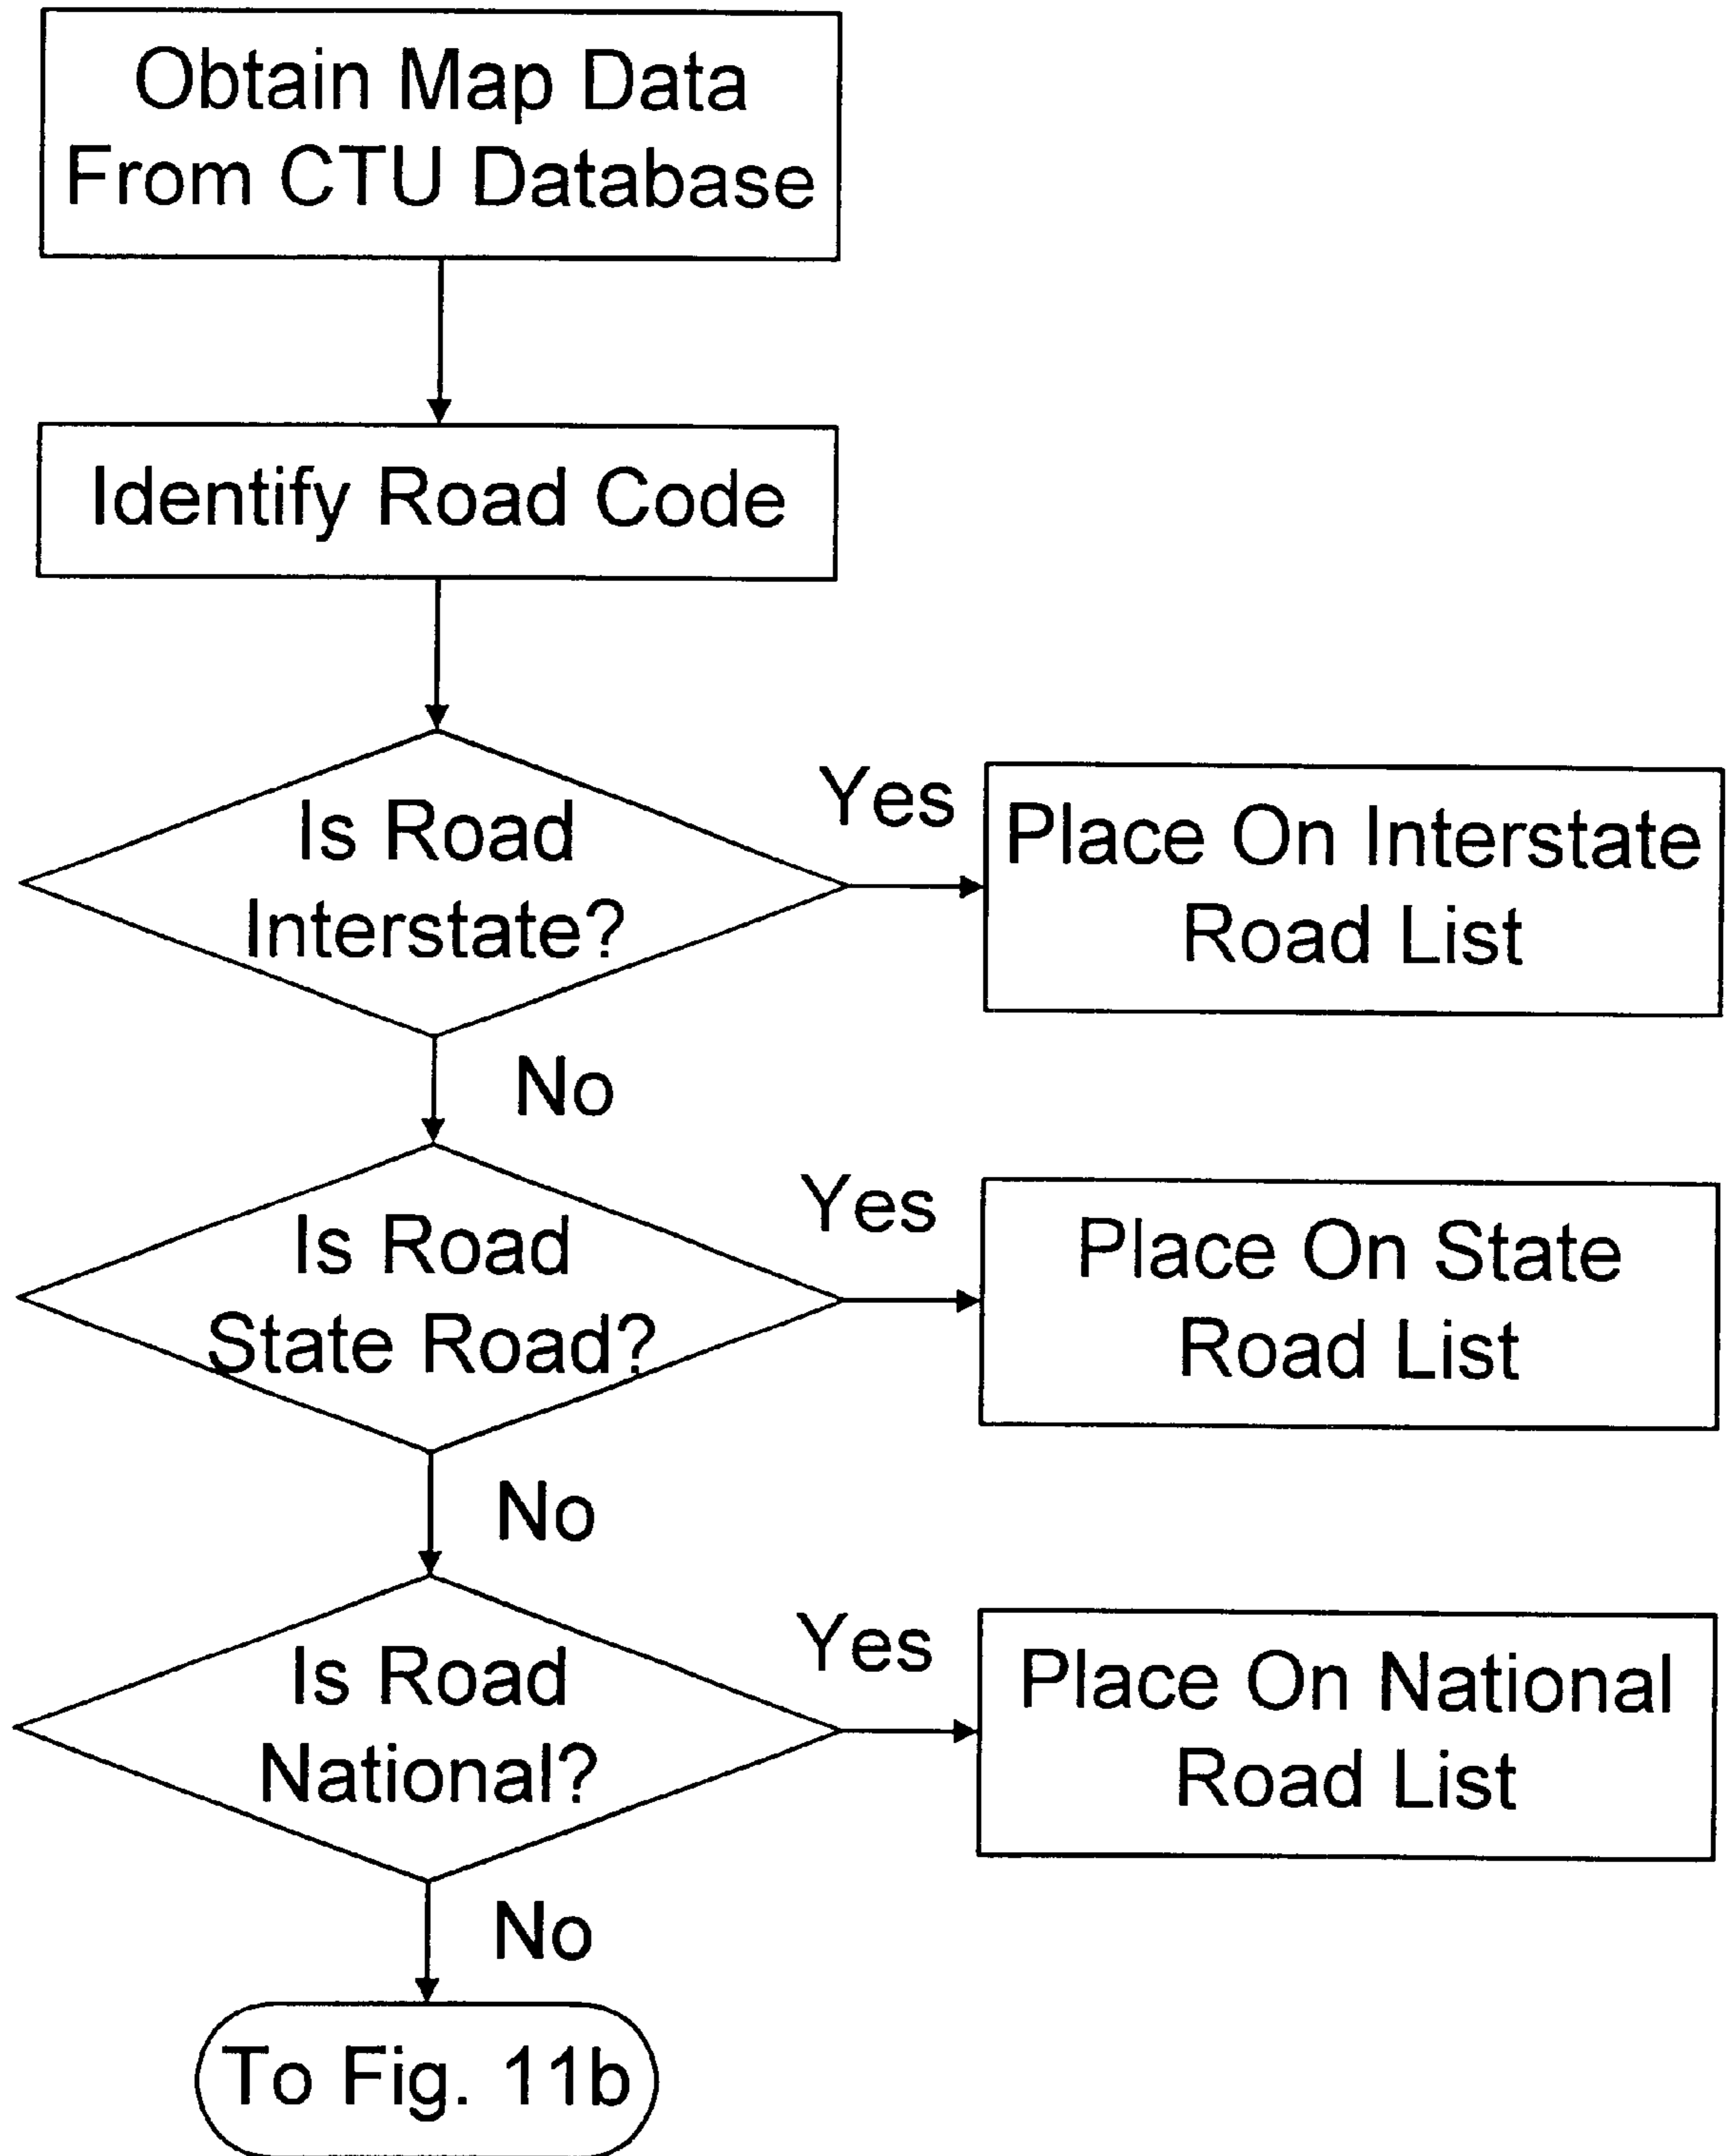 Obtain Map Data
From CTU Database
Identify Road Code
Is Road
Interstate?
Yes
Place On Interstate
Road List
No
Is Road
State Road?
Yes
Place On State
Road List
No
Is Road
National?
Yes
Place On National
Road List
No
To Fig. 11b